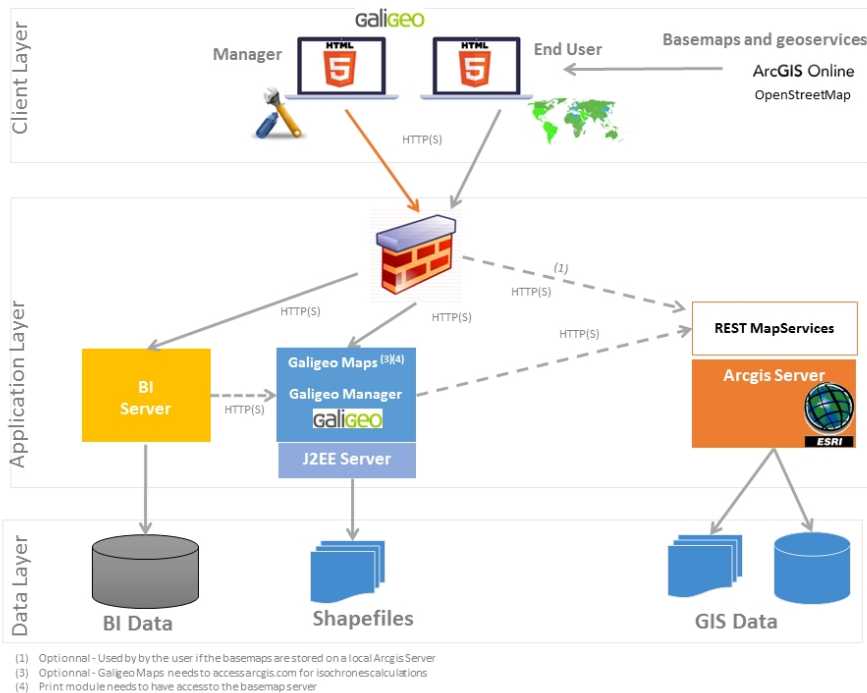 Client Layer
GALIGEO
Manager
HTML
5
HTML
5
End User
Basemaps and geoservices
ArcGIS Online
OpenStreetMap
HTTP(S)
Application Layer
(1)
HTTP(S)
HTTP(S)
HTTP(S)
HTTP(S)
REST MapServices
BI
Server
HTTP(S)
Galigeo Maps (3)(4)
Galigeo Manager
GALIGEO
J2EE Server
Arcgis Server
ESRI
Data Layer
BI Data
Shapefiles
GIS Data
(1) Optionnal - Used by by the user if the basemaps are stored on a local Arcgis Server
(3) Optionnal - Galigeo Maps needs to access arcgis.com for isochrones calculations
(4) Print module needs to have access to the basemap server